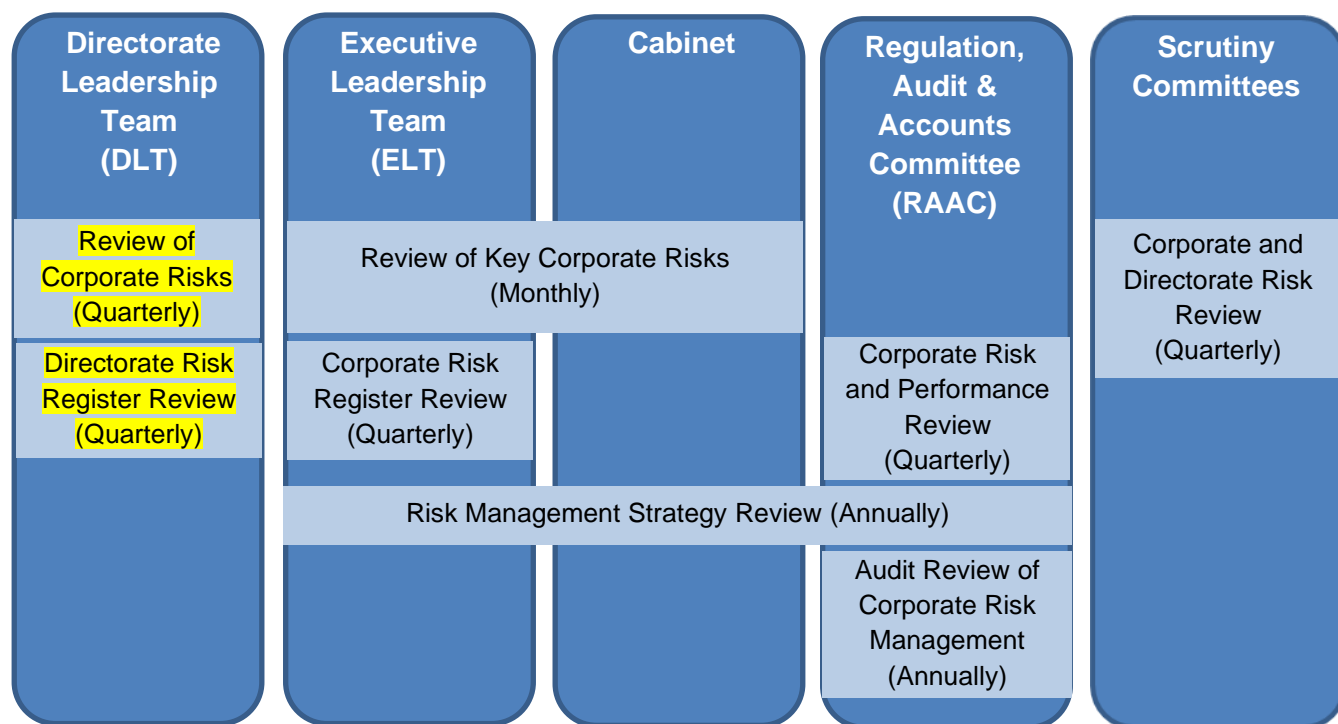 Directorate
Leadership
Team
(DLT)
Executive
Leadership
Team
(ELT)
Cabinet
Regulation,
Audit &
Accounts
Committee
(RAAC)
Scrutiny
Committees
Review of
Corporate Risks
(Quarterly)
Review of Key Corporate Risks
(Monthly)
Corporate and
Directorate Risk
Review
(Quarterly)
Directorate Risk
Register Review
(Quarterly)
Corporate Risk
Register Review
(Quarterly)
Corporate Risk
and Performance
Review
(Quarterly)
Risk Management Strategy Review (Annually)
Audit Review of
Corporate Risk
Management
(Annually)